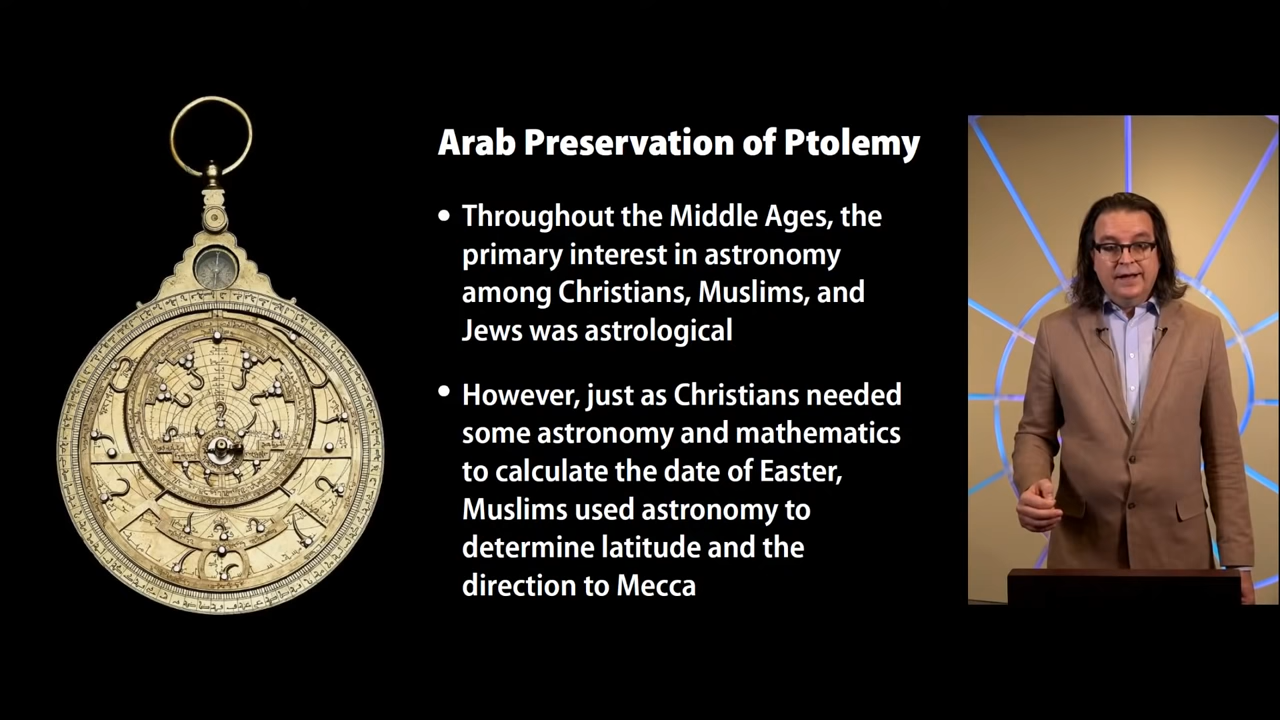 Arab Preservation of Ptolemy
• Throughout the Middle Ages, the
primary interest in astronomy
among Christians, Muslims, and
Jews was astrological
• However, just as Christians needed
some astronomy and mathematics
to calculate the date of Easter,
Muslims used astronomy to
determine latitude and the
direction to Mecca